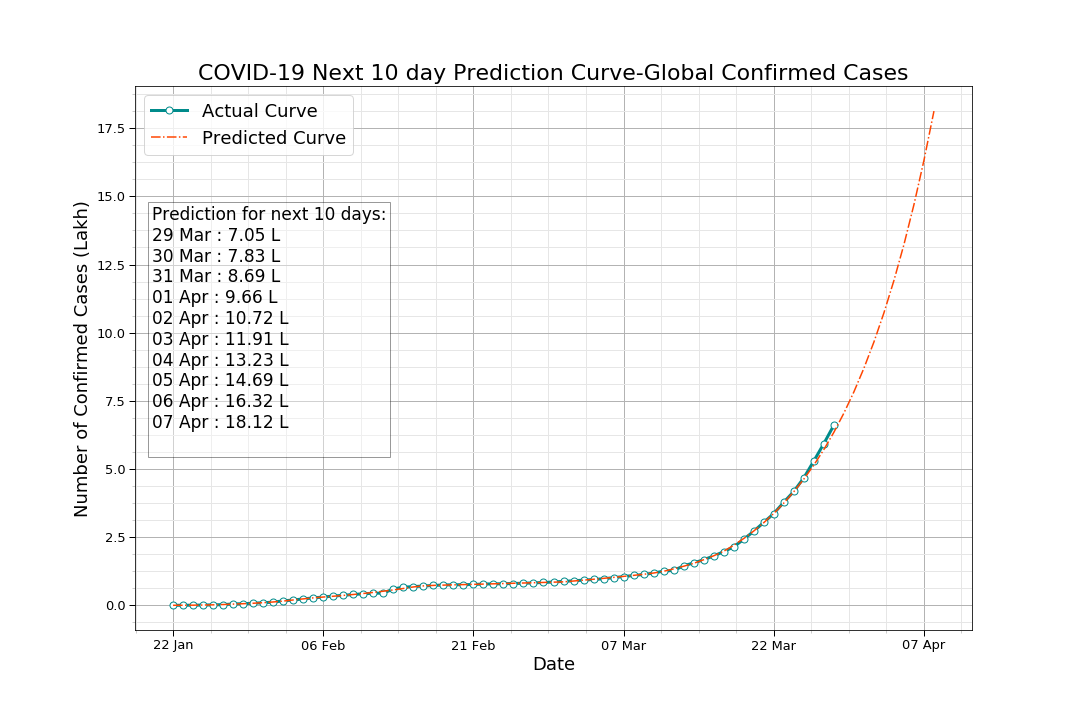 COVID-19 Next 10 day Prediction Curve-Global Confirmed Cases
Actual Curve
Predicted Curve
Prediction for next 10 days:
29 Mar : 7.05 L
30 Mar : 7.83 L
31 Mar : 8.69 L
01 Apr : 9.66 L
02 Apr : 10.72 L
03 Apr : 11.91 L
04 Apr : 13.23 L
05 Apr : 14.69 L
06 Apr : 16.32 L
07 Apr : 18.12 L
Number of Confirmed Cases (Lakh)
17.5
15.0
12.5
10.0
7.5
5.0
2.5
0.0
22 Jan
06 Feb
21 Feb
07 Mar
22 Mar
07 Apr
Date